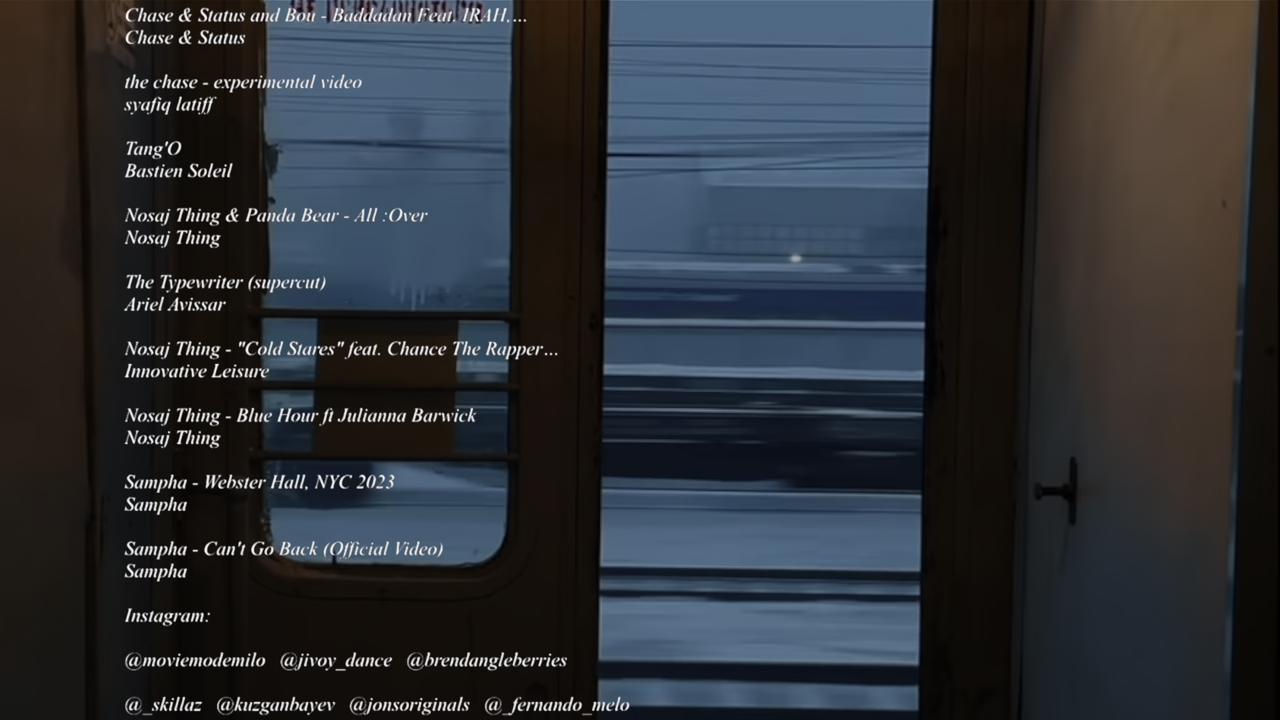 Chase & Status and Bou - Baddadan Feat. IRAH,...
Chase & Status
the chase - experimental video
syafiq latiff
Tang'O
Bastien Soleil
Nosaj Thing & Panda Bear - All :Over
Nosaj Thing
The Typewriter (supercut)
Ariel Avissar
Nosaj Thing - "Cold Stares" feat. Chance The Rapper...
Innovative Leisure
Nosaj Thing - Blue Hour ft Julianna Barwick
Nosaj Thing
Sampha - Webster Hall, NYC 2023
Sampha
Sampha - Can't Go Back (Official Video)
Sampha
Instagram:
@moviemodemilo @jivoy_dance @brendangleberries
@_skillaz @kuzganbayev @jonsoriginals @_fernando_melo